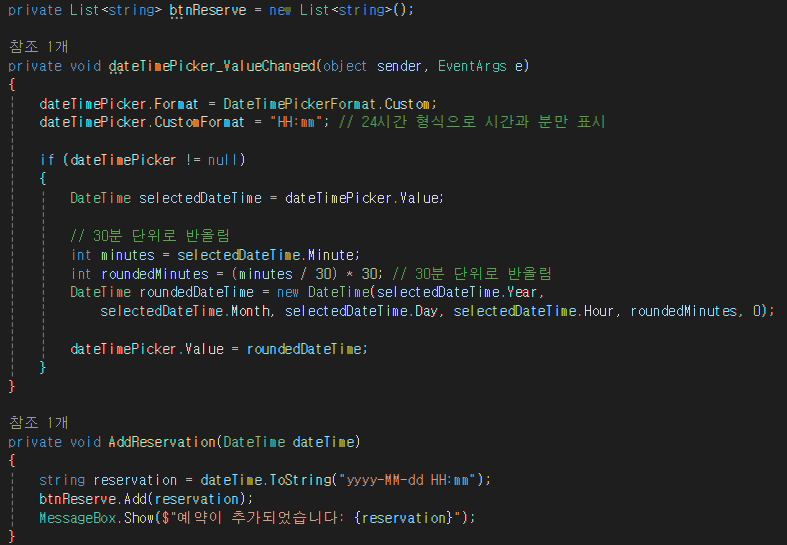 private List<string> btnReserve = new List<string>();
참조 1개
private void dateTimePicker_ValueChanged(object sender, EventArgs e)
{
dateTimePicker.Format = DateTimePickerFormat.Custom;
dateTimePicker.CustomFormat = "HH:mm"; // 24시간 형식으로 시간과 분만 표시
if (dateTimePicker != null)
{
DateTime selectedDateTime = dateTimePicker.Value;
// 30분 단위로 반올림
int minutes = selectedDateTime.Minute;
int roundedMinutes = (minutes / 30) * 30; // 30분 단위로 반올림
DateTime roundedDateTime = new DateTime(selectedDateTime.Year,
selectedDateTime.Month, selectedDateTime.Day, selectedDateTime.Hour, roundedMinutes, 0);
dateTimePicker.Value = roundedDateTime;
}
}
참조 1개
private void AddReservation(DateTime dateTime)
{
string reservation = dateTime.ToString("yyyy-MM-dd HH:mm");
btnReserve.Add(reservation);
MessageBox.Show($"예약이 추가되었습니다: {reservation}");
}